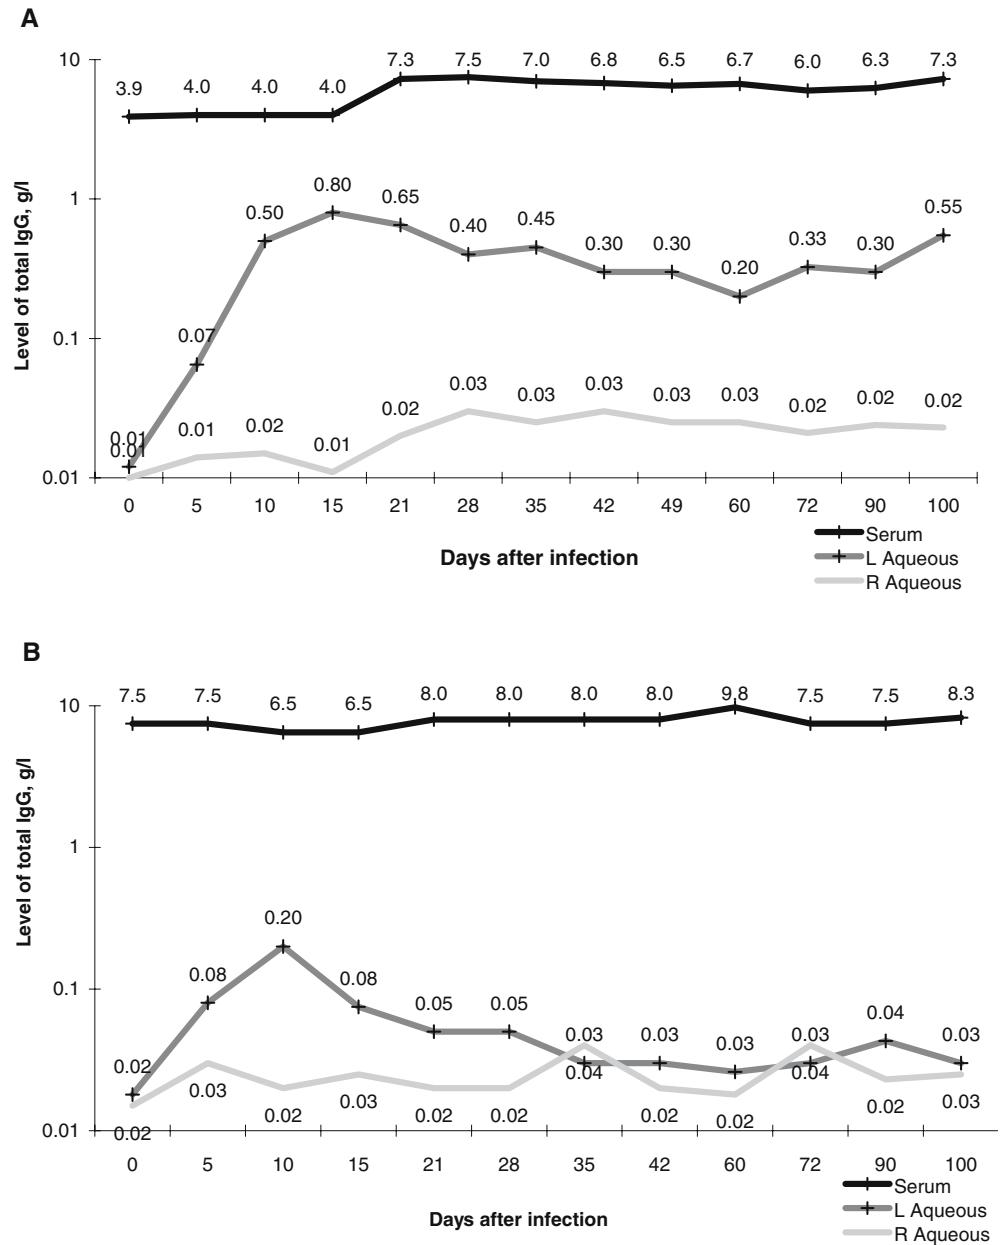 A
Level of total IgG, g/l
10
1
0.1
0.01
3.9 4.0 4.0 4.0 7.3 7.5 7.0 6.8 6.5 6.7 6.0 6.3 7.3
0.01 0.07 0.50 0.80 0.65 0.40 0.45 0.30 0.30 0.20 0.33 0.30 0.55
0.01 0.01 0.02 0.01 0.02 0.03 0.03 0.03 0.03 0.03 0.02 0.02 0.02
0 5 10 15 21 28 35 42 49 60 72 90 100
Days after infection
Serum
L Aqueous
R Aqueous
B
Level of total IgG, g/l
10
1
0.1
0.01
7.5 7.5 6.5 6.5 8.0 8.0 8.0 8.0 9.8 7.5 7.5 8.3
0.02 0.08 0.20 0.08 0.05 0.05 0.03 0.03 0.03 0.03 0.04 0.03
0.02 0.03 0.02 0.03 0.02 0.02 0.04 0.02 0.02 0.04 0.02 0.03
0 5 10 15 21 28 35 42 60 72 90 100
Days after infection
Serum
L Aqueous
R Aqueous